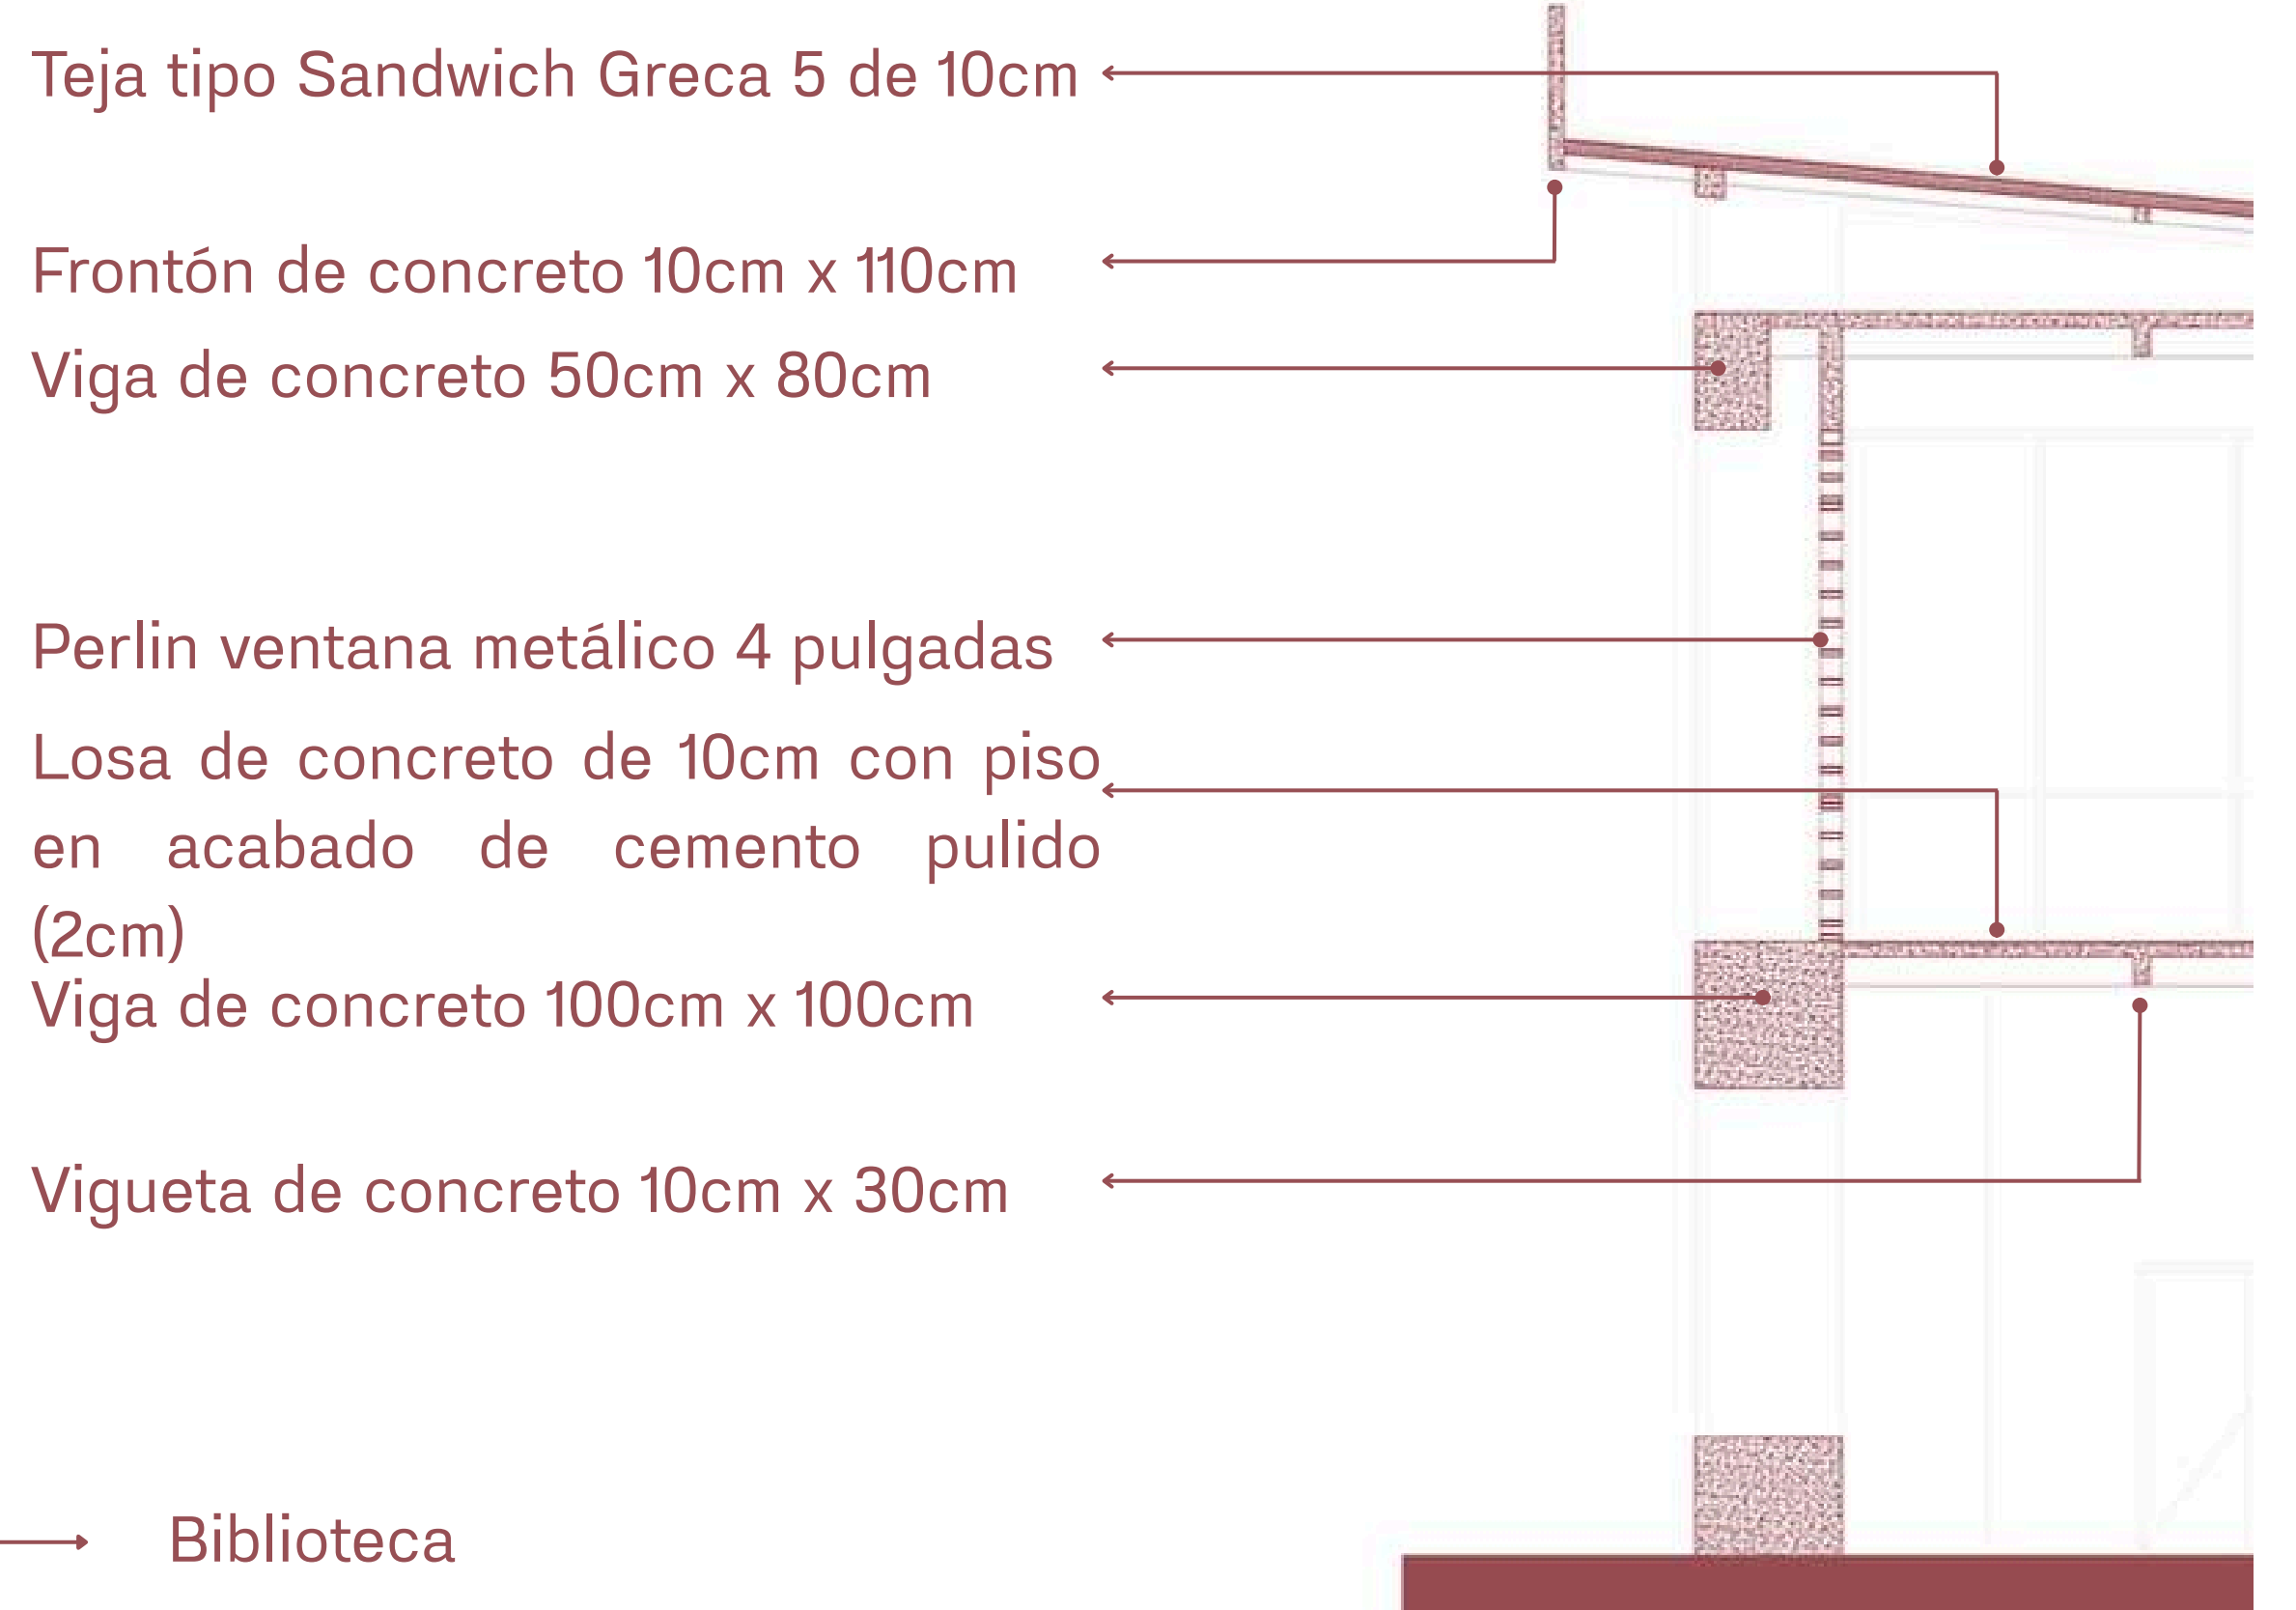 Teja tipo Sandwich Greca 5 de 10cm
Frontón de concreto 10cm x 110cm
Viga de concreto 50cm x 80cm
Perlin ventana metálico 4 pulgadas
Losa de concreto de 10cm con piso
en acabado de cemento pulido
(2cm)
Viga de concreto 100cm x 100cm
Vigueta de concreto 10cm x 30cm
Biblioteca